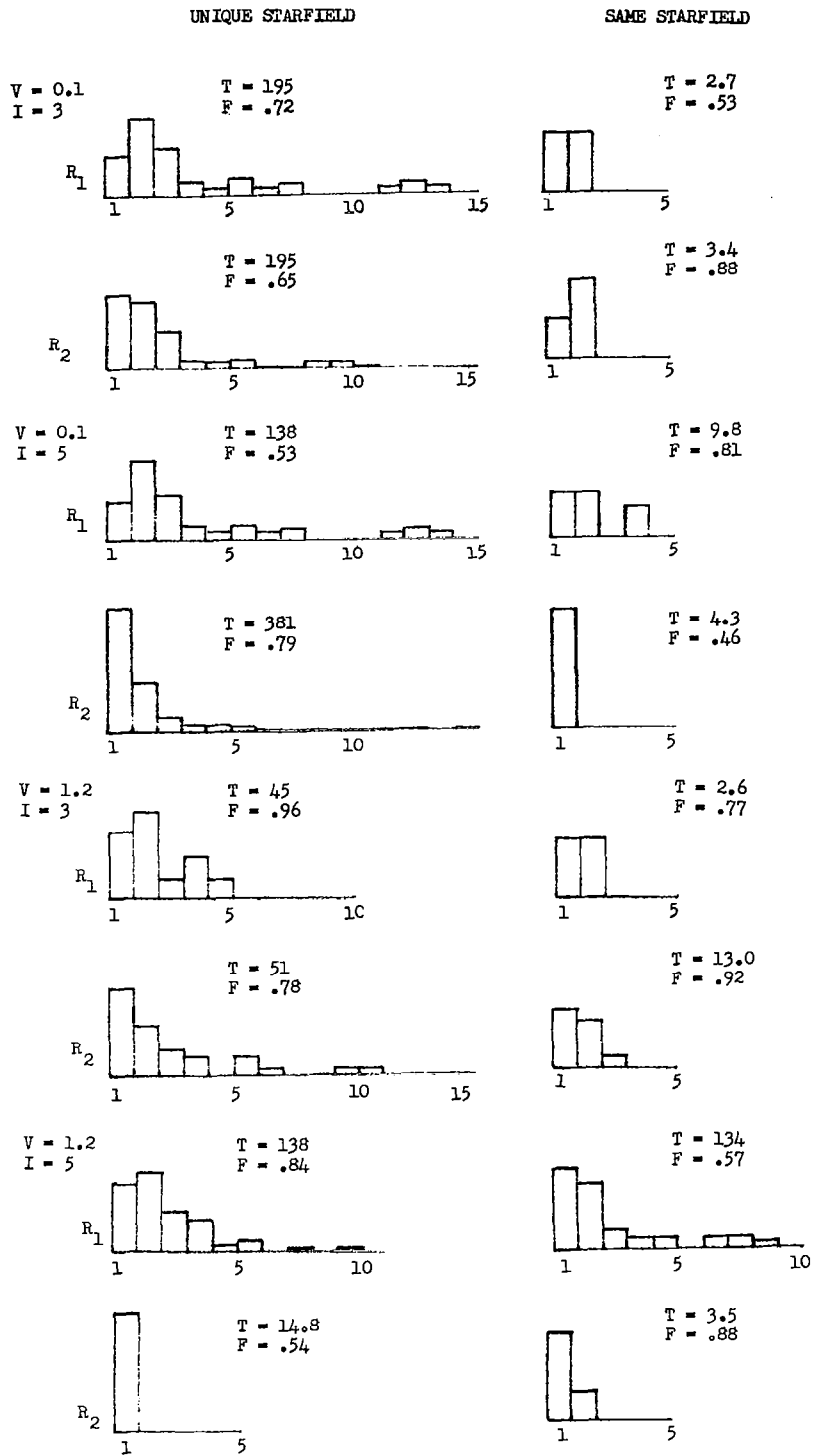 UNIQUE STARFIELD SAME STARFIELD
V = 0.1 T = 195 T = 2.7
I = 3 F = .72 F = .53
R1
1 5 10 15 1 5
T = 195 T = 3.4
F = .65 F = .88
R2
1 5 10 15 1 5
V = 0.1 T = 138 T = 9.8
I = 5 F = .53 F = .81
R1
1 5 10 15 1 5
T = 381 T = 4.3
F = .79 F = .46
R2
1 5 10 1 5
V = 1.2 T = 45 T = 2.6
I = 3 F = .96 F = .77
R1
1 5 10 1 5
T = 51 T = 13.0
F = .78 F = .92
R2
1 5 10 15 1 5
V = 1.2 T = 138 T = 134
I = 5 F = .84 F = .57
R1
1 5 10 1 5 10
T = 14.8 T = 3.5
F = .54 F = .88
R2
1 5 1 5